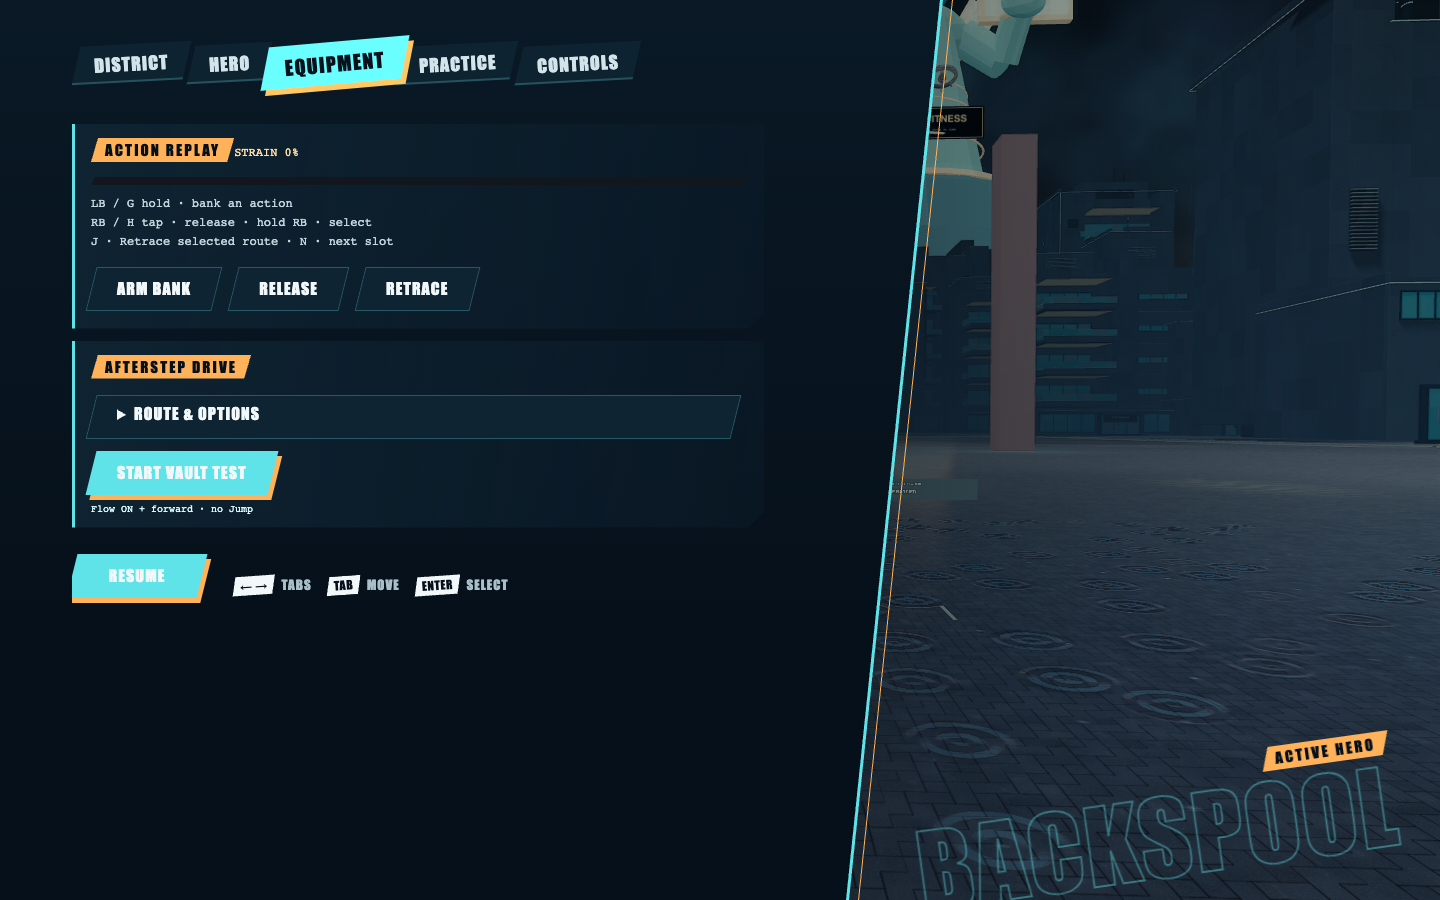 DISTRICT
HERO
EQUIPMENT
PRACTICE
CONTROLS
ACTION REPLAY STRAIN 0%
LB / G hold · bank an action
RB / H tap · release · hold RB · select
J · Retrace selected route · N · next slot
ARM BANK
RELEASE
RETRACE
AFTERSTEP DRIVE
▶ ROUTE & OPTIONS
START VAULT TEST
Flow ON + forward · no Jump
RESUME
←→ TABS
TAB MOVE
ENTER SELECT
ACTIVE HERO
BACKSPOOL